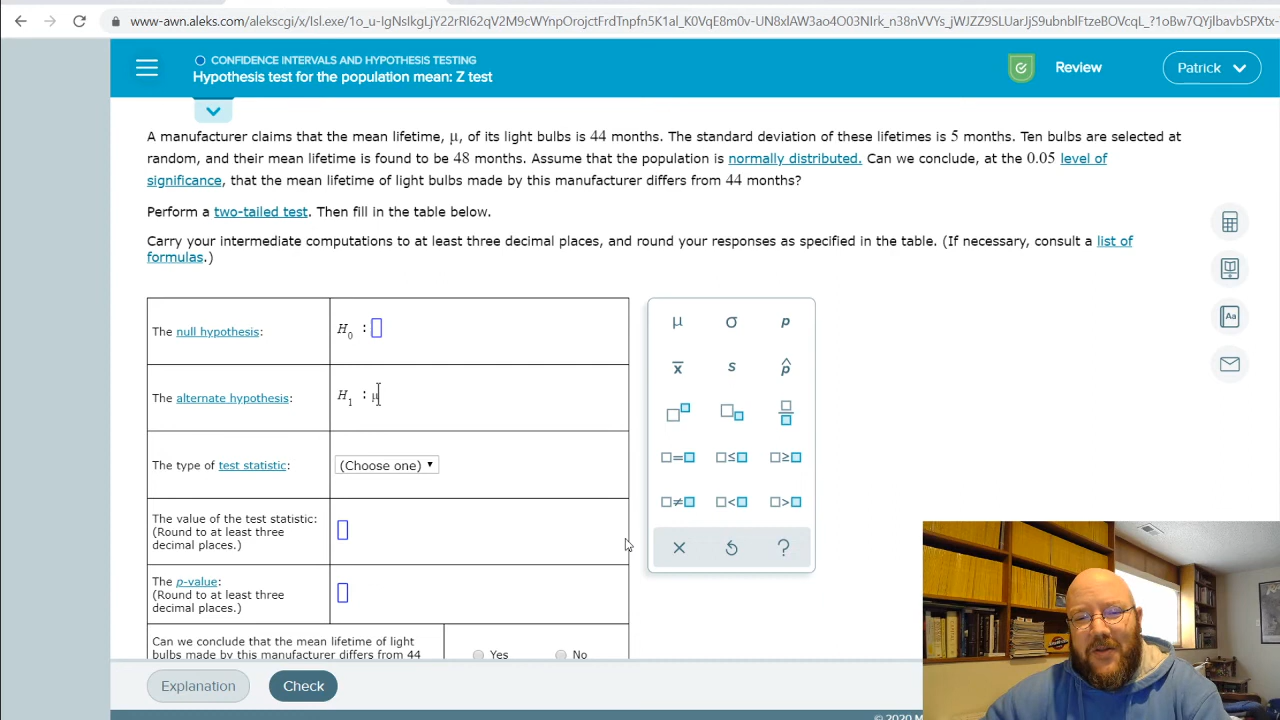 www-awn.aleks.com/alekscgi/x/Isl.exe/1o_u-
CONFIDENCE INTERVALS AND HYPOTHESIS TESTING
Hypothesis test for the population mean: Z test
Review
Patrick
A manufacturer claims that the mean lifetime, μ, of its light bulbs is 44 months. The standard deviation of these lifetimes is 5 months. Ten bulbs are selected at
random, and their mean lifetime is found to be 48 months. Assume that the population is normally distributed. Can we conclude, at the 0.05 level of
significance, that the mean lifetime of light bulbs made by this manufacturer differs from 44 months?
Perform a two-tailed test. Then fill in the table below.
Carry your intermediate computations to at least three decimal places, and round your responses as specified in the table. (If necessary, consult a list of
formulas.)
The null hypothesis:
H0 :
The alternate hypothesis:
H1 : μ
The type of test statistic:
(Choose one)
The value of the test statistic:
(Round to at least three
decimal places.)
The p-value:
(Round to at least three
decimal places.)
Can we conclude that the mean lifetime of light
bulbs made by this manufacturer differs from 44
Yes
No
μ σ p
x̅ s p̂
□=□ □≤□ □≥□
□≠□ □<□ □>□
?
Aa
Explanation
Check
© 2020 M